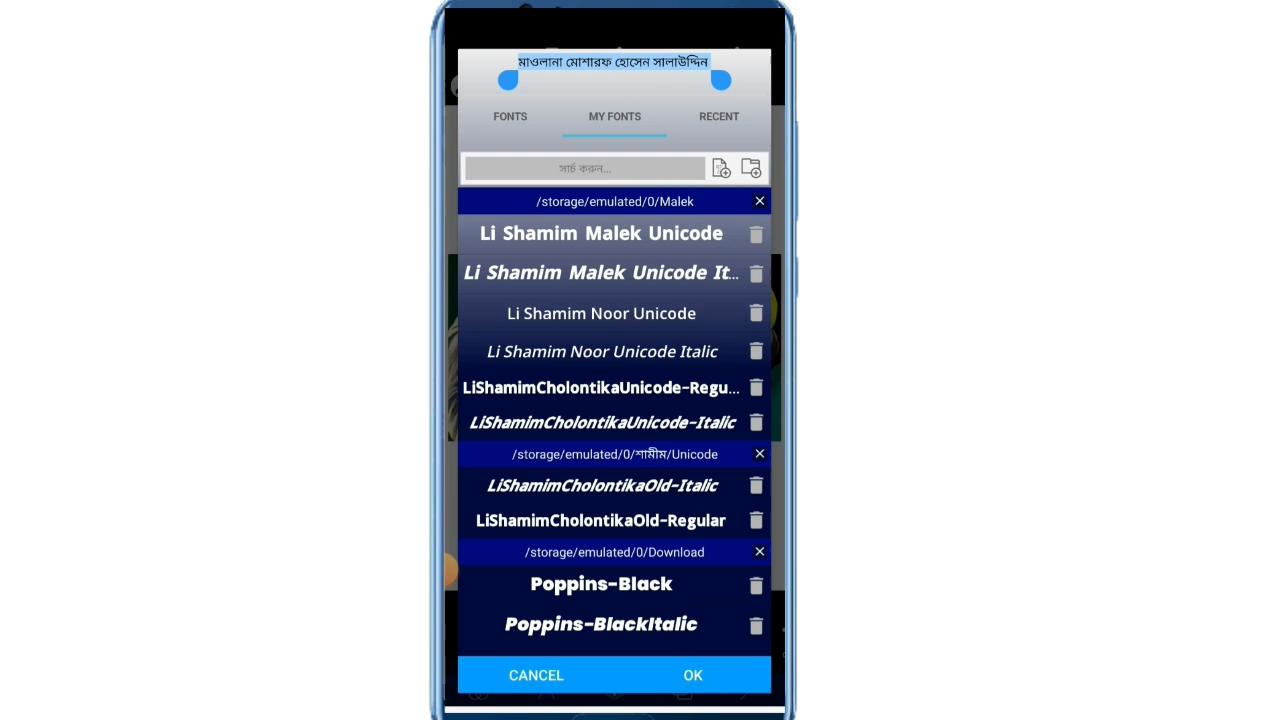 মাওলানা মোশারফ হোসেন সালাউদ্দিন
FONTS MY FONTS RECENT
সার্চ করুন...
/storage/emulated/0/Malek
Li Shamim Malek Unicode
Li Shamim Malek Unicode It...
Li Shamim Noor Unicode
Li Shamim Noor Unicode Italic
LiShamimCholontikaUnicode-Regu...
LiShamimCholontikaUnicode-Italic
/storage/emulated/0/শামীম/Unicode
LiShamimCholontikaOld-Italic
LiShamimCholontikaOld-Regular
/storage/emulated/0/Download
Poppins-Black
Poppins-BlackItalic
CANCEL OK